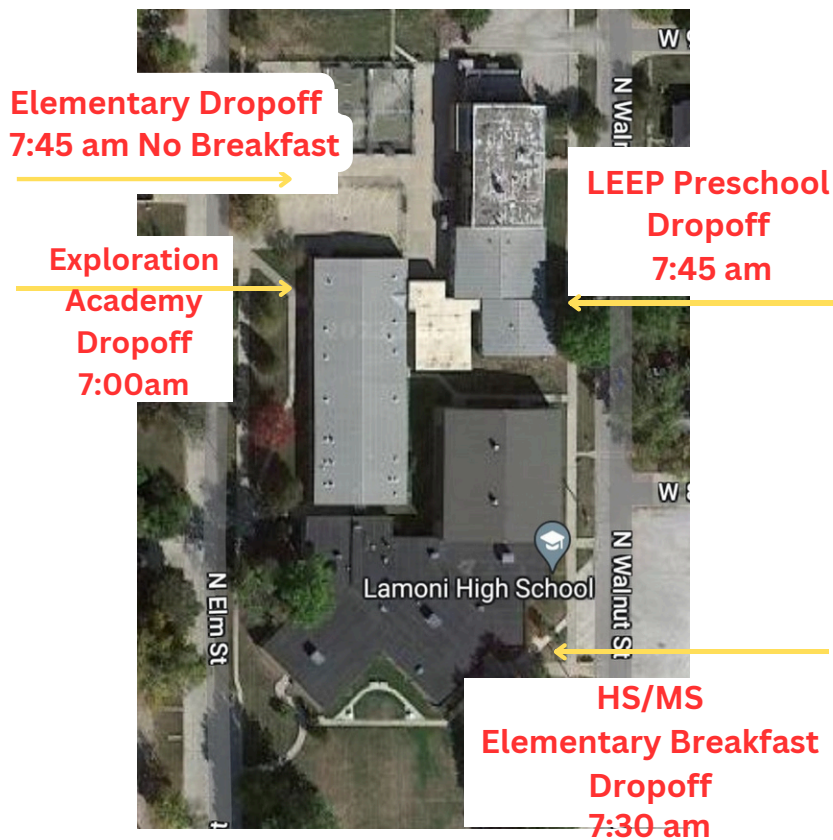 W
N Waln
Elementary Dropoff
7:45 am No Breakfast
LEEP Preschool
Dropoff
7:45 am
Exploration
Academy
Dropoff
7:00am
W
N Walnut St
Lamoni High School
N Elm St
HS/MS
Elementary Breakfast
Dropoff
7:30 am